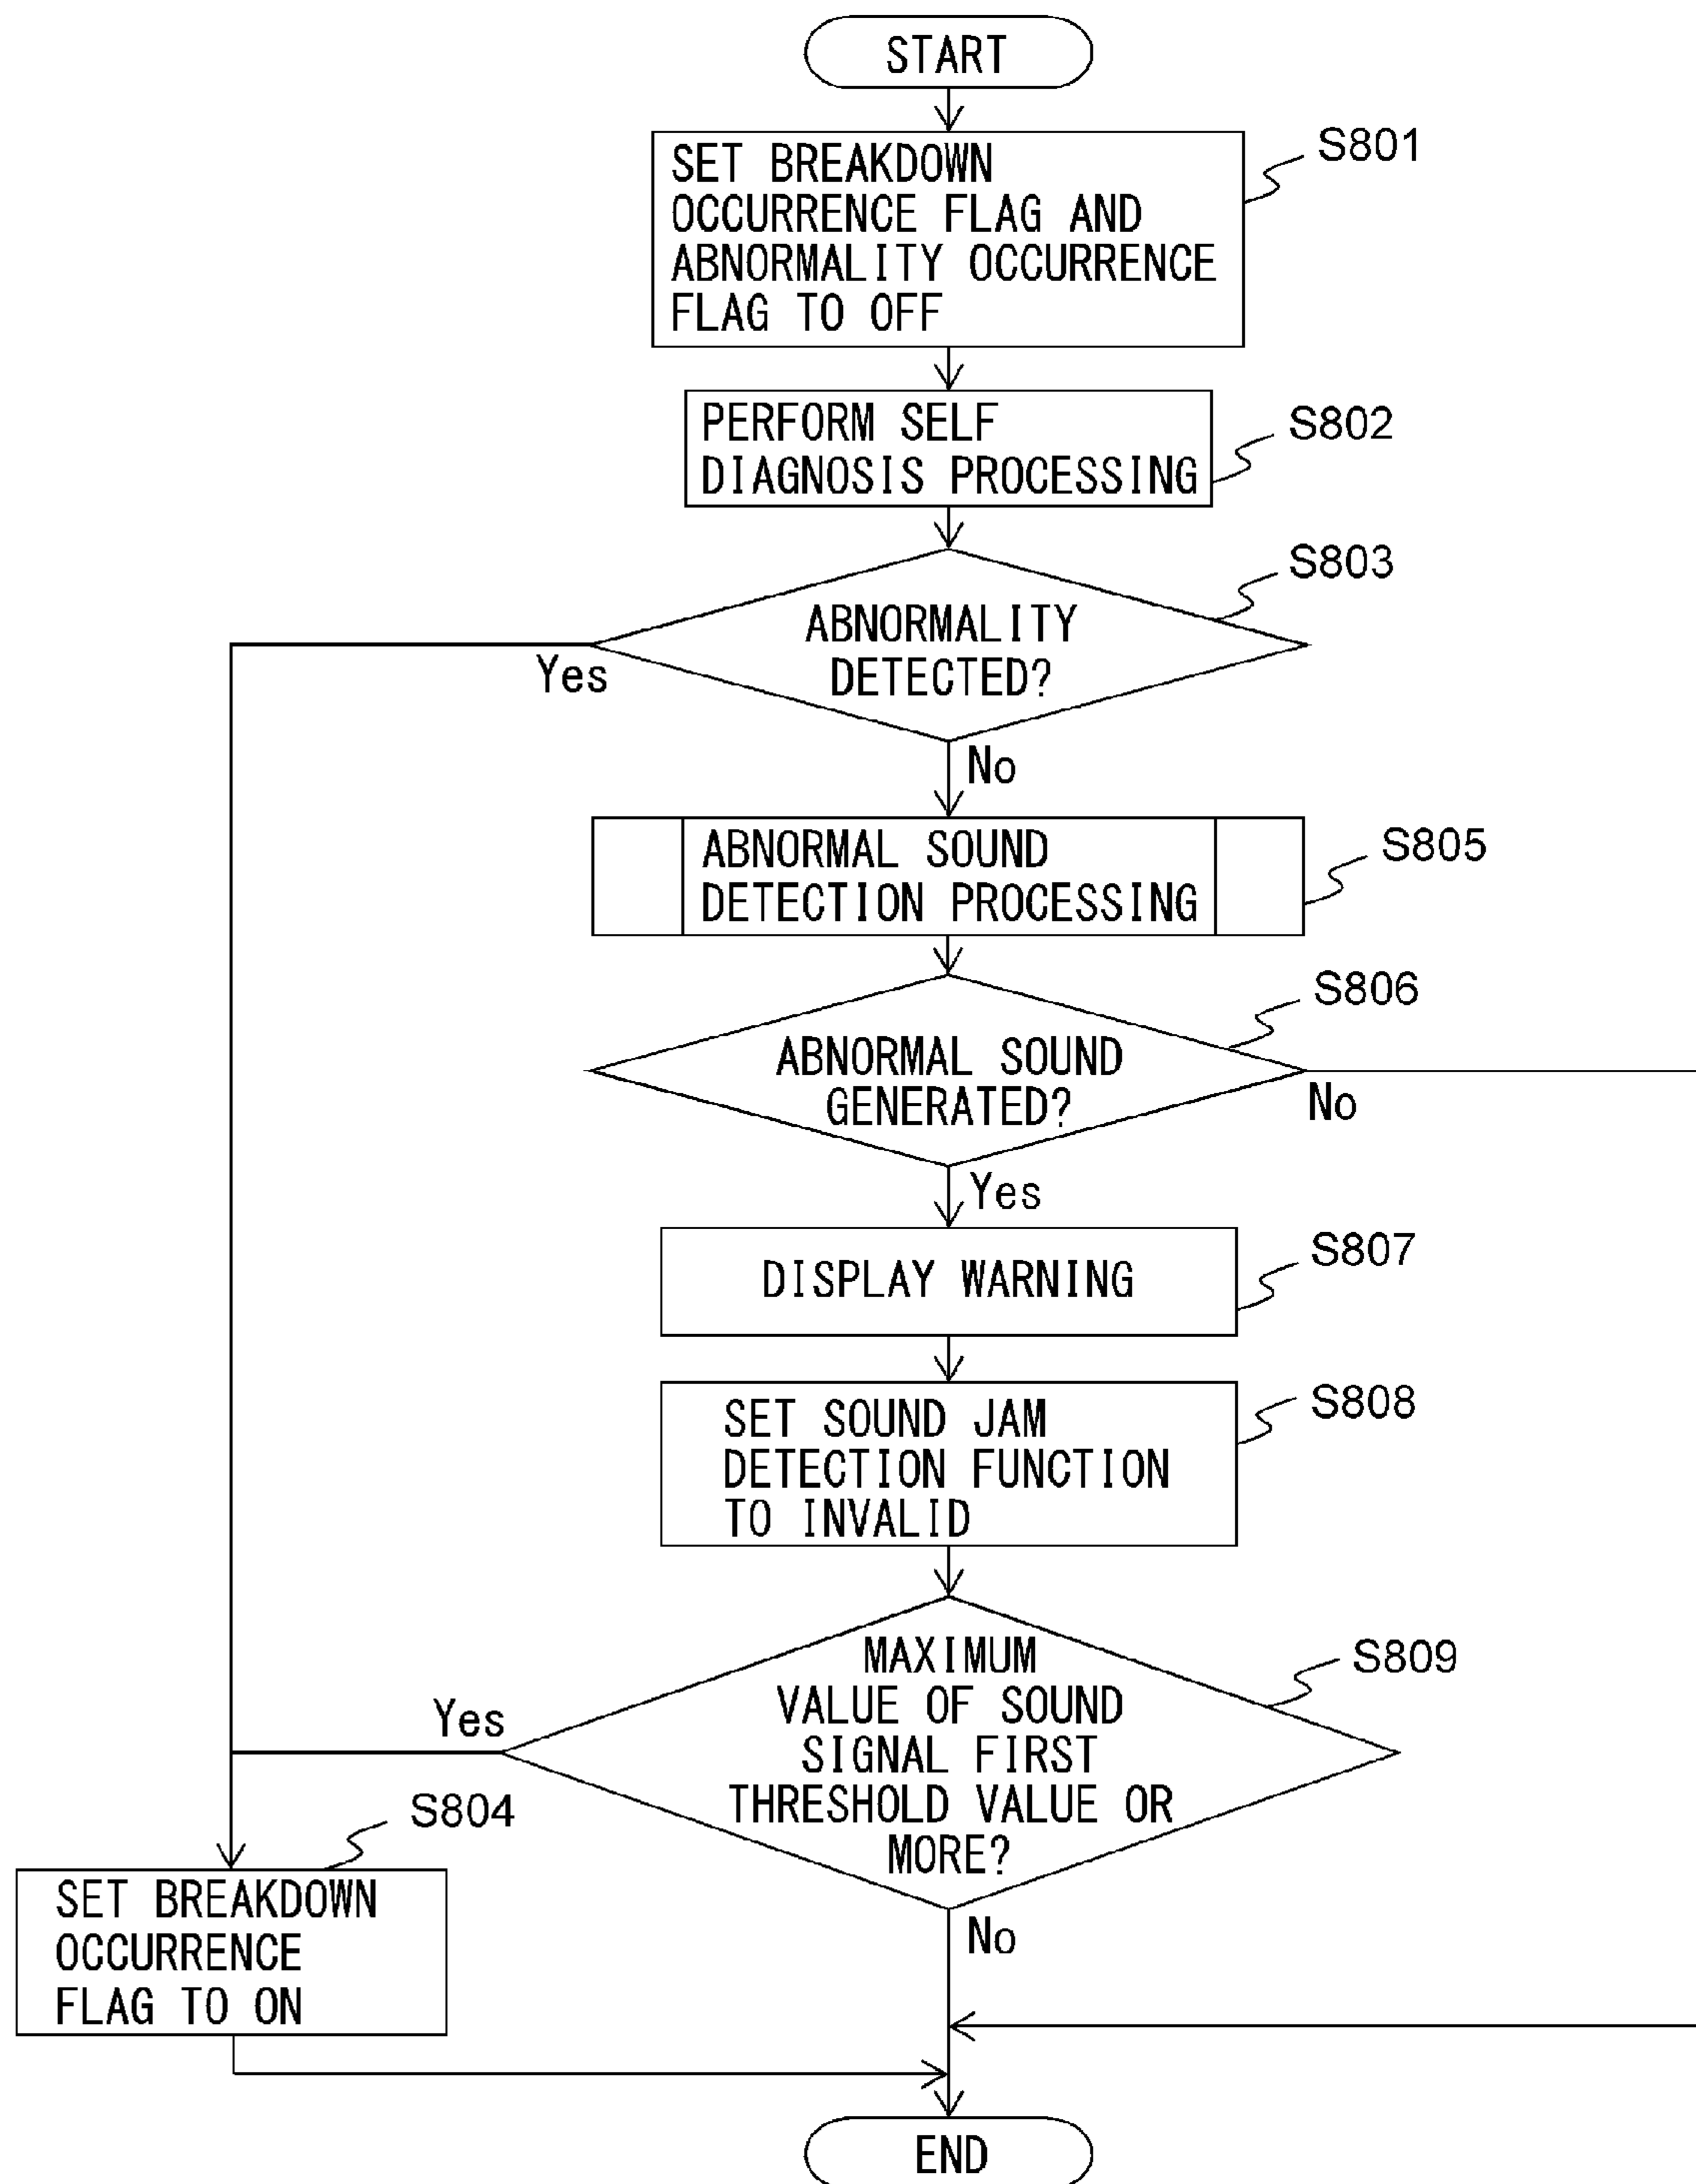 START
S801
SET BREAKDOWN
OCCURRENCE FLAG AND
ABNORMALITY OCCURRENCE
FLAG TO OFF
S802
PERFORM SELF
DIAGNOSIS PROCESSING
S803
ABNORMALITY
DETECTED?
Yes
No
S805
ABNORMAL SOUND
DETECTION PROCESSING
S806
ABNORMAL SOUND
GENERATED?
No
Yes
S807
DISPLAY WARNING
S808
SET SOUND JAM
DETECTION FUNCTION
TO INVALID
S809
MAXIMUM
VALUE OF SOUND
SIGNAL FIRST
THRESHOLD VALUE OR
MORE?
Yes
S804
SET BREAKDOWN
OCCURRENCE
FLAG TO ON
No
END